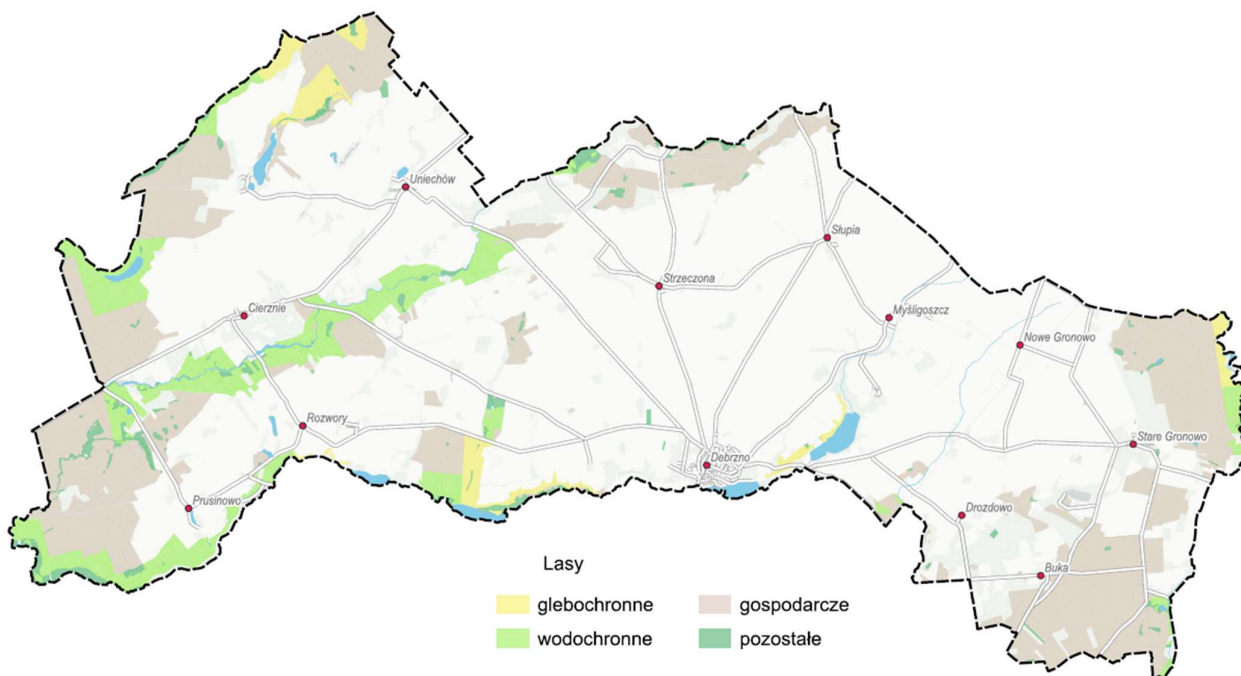 Uniechów
Słupia
Strzeczona
Cierznie
Myśligoszcz
Nowe Gronowo
Rozwory
Stare Gronowo
Debrzno
Prusinowo
Drozdowo
Buka
Lasy
glebochronne
gospodarcze
wodochronne
pozostałe